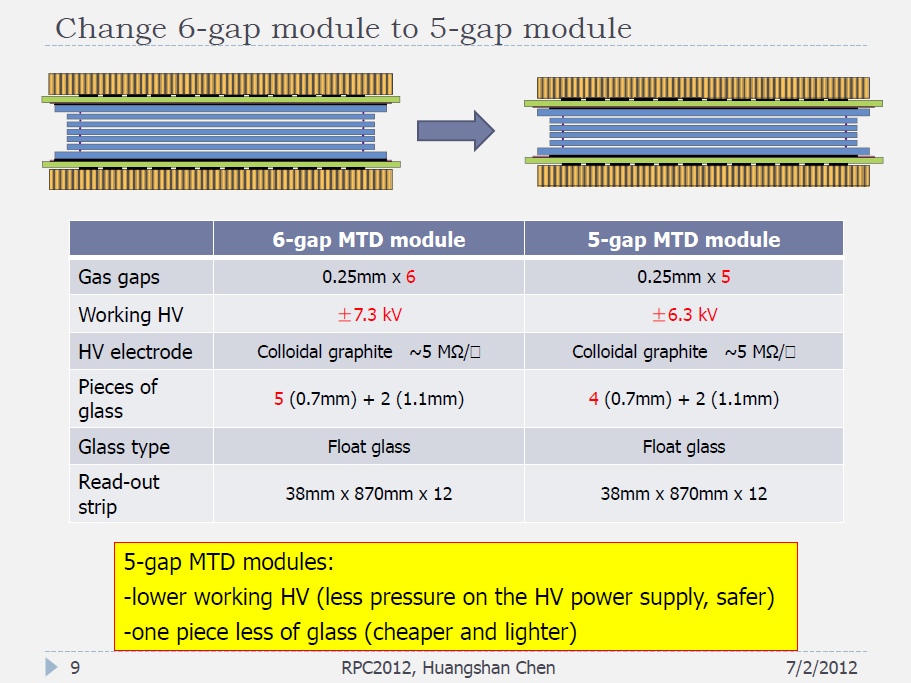 Change 6-gap module to 5-gap module
6-gap MTD module 5-gap MTD module
Gas gaps 0.25mm x 6 0.25mm x 5
Working HV ±7.3 kV ±6.3 kV
HV electrode Colloidal graphite ~5 MΩ/□ Colloidal graphite ~5 MΩ/□
Pieces of
glass 5 (0.7mm) + 2 (1.1mm) 4 (0.7mm) + 2 (1.1mm)
Glass type Float glass Float glass
Read-out
strip 38mm x 870mm x 12 38mm x 870mm x 12
5-gap MTD modules:
-lower working HV (less pressure on the HV power supply, safer)
-one piece less of glass (cheaper and lighter)
9 RPC2012, Huangshan Chen 7/2/2012